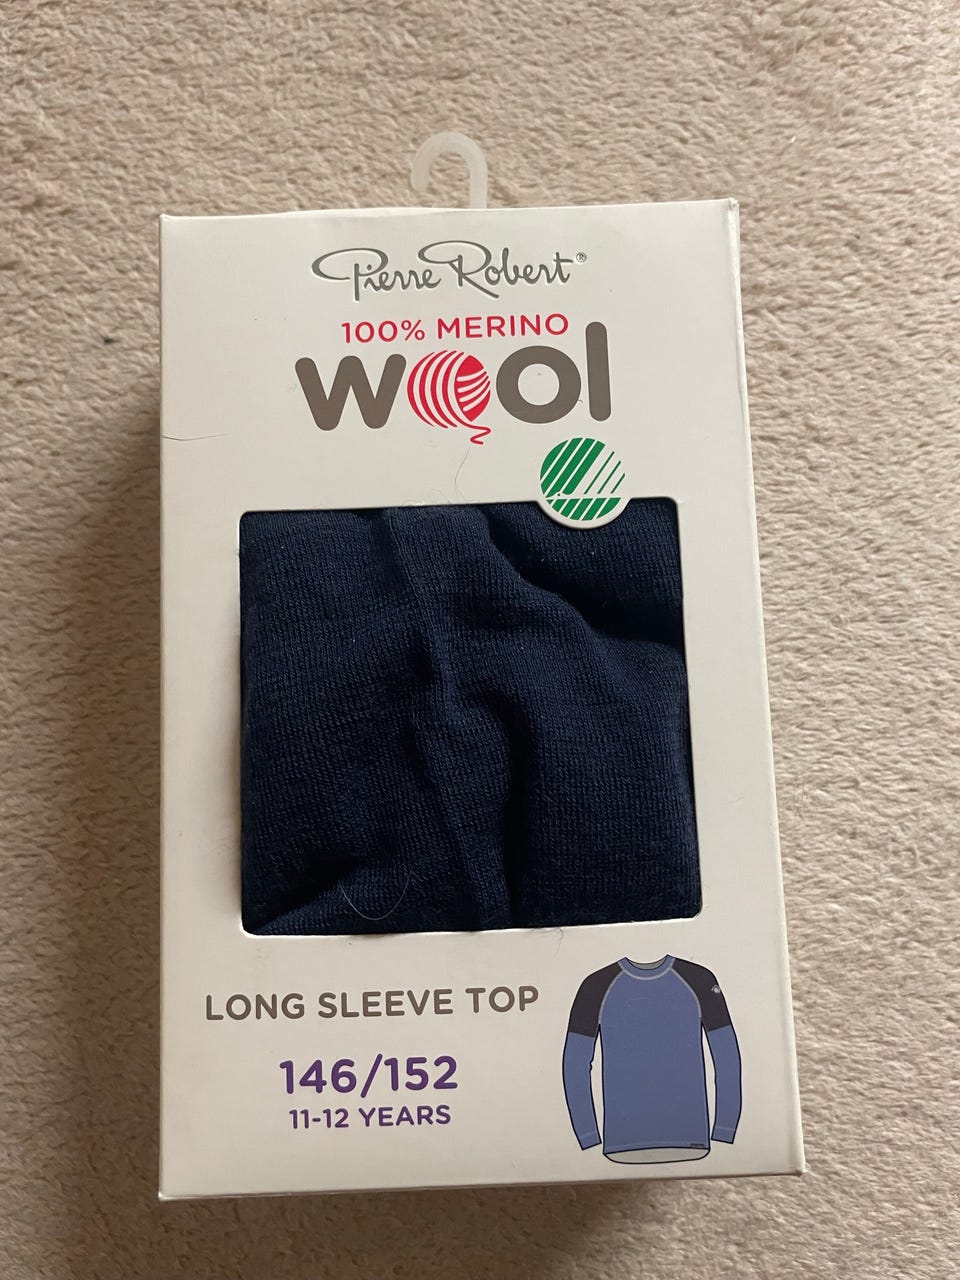 Pierre Robert®
100% MERINO
wool
LONG SLEEVE TOP
146/152
11-12 YEARS